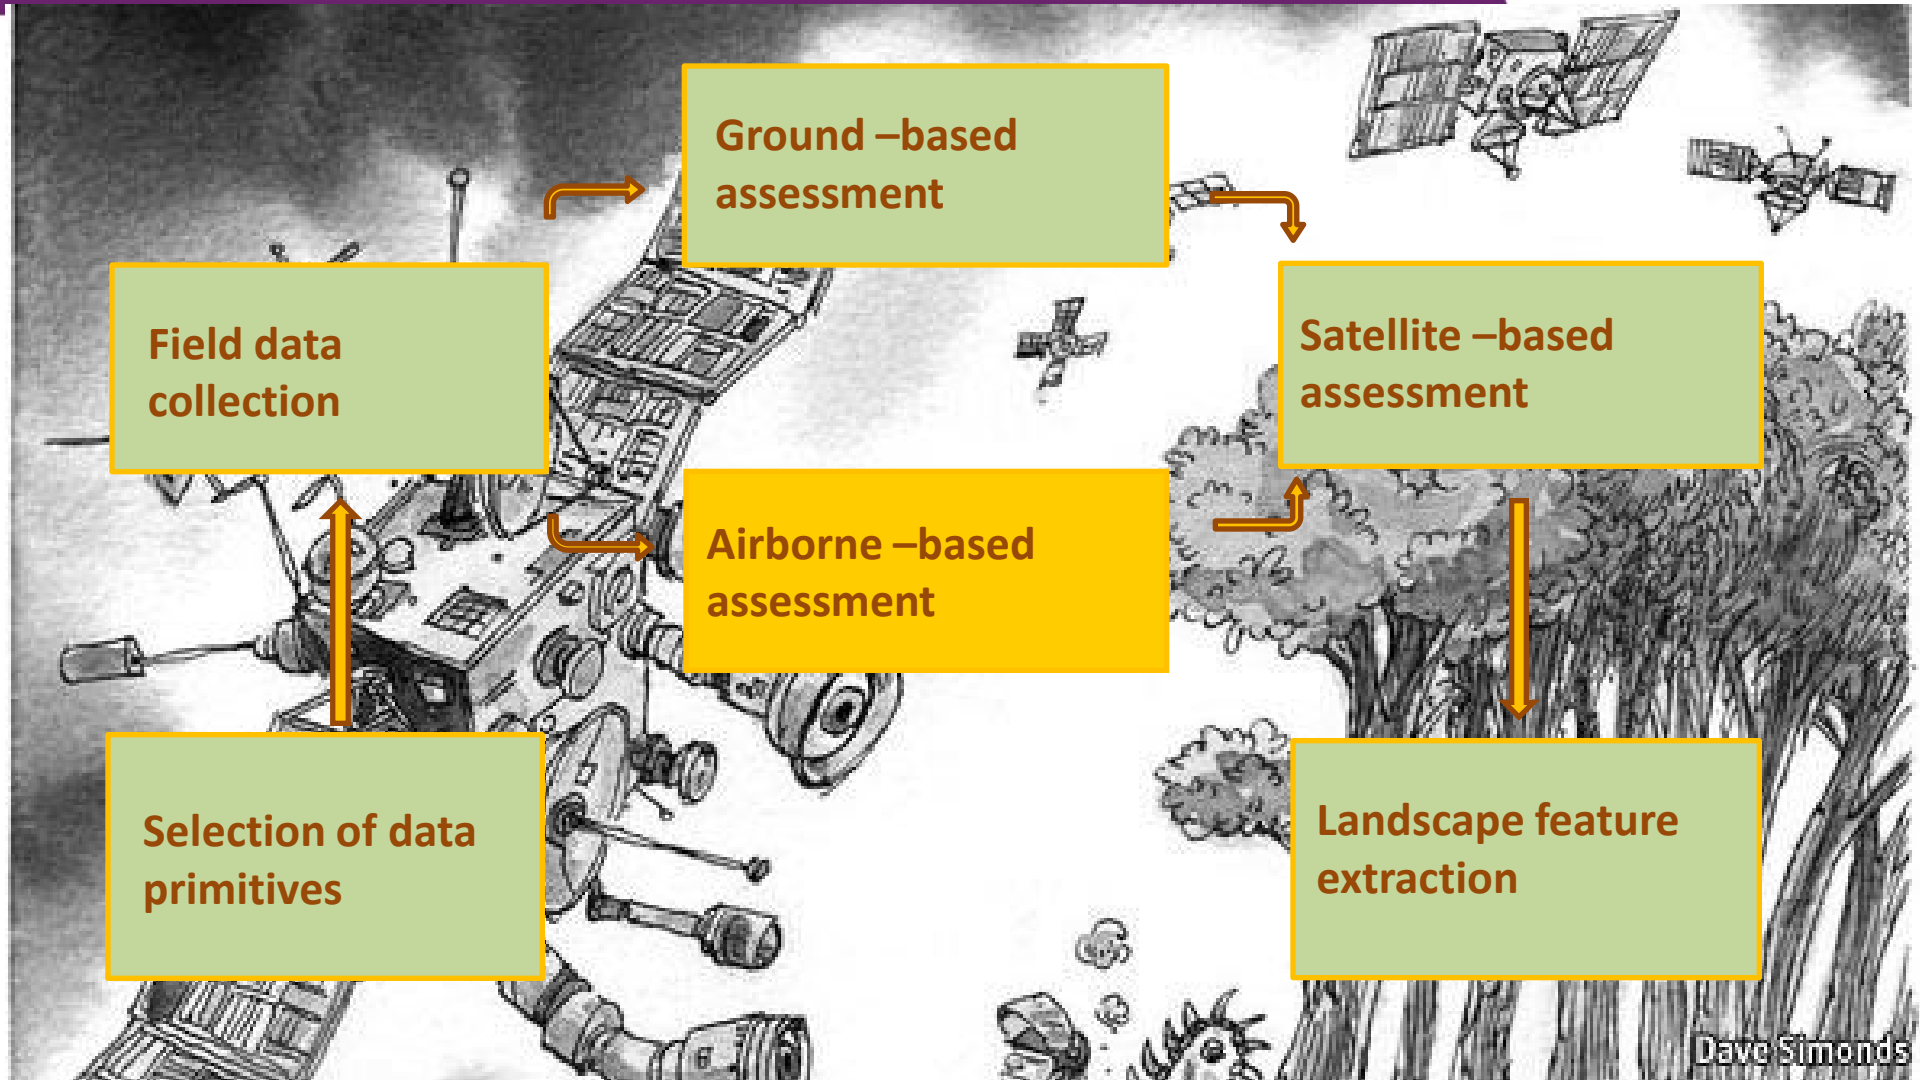 Ground –based
assessment
Field data
collection
Satellite –based
assessment
Airborne –based
assessment
Selection of data
primitives
Landscape feature
extraction
Dave Simonds